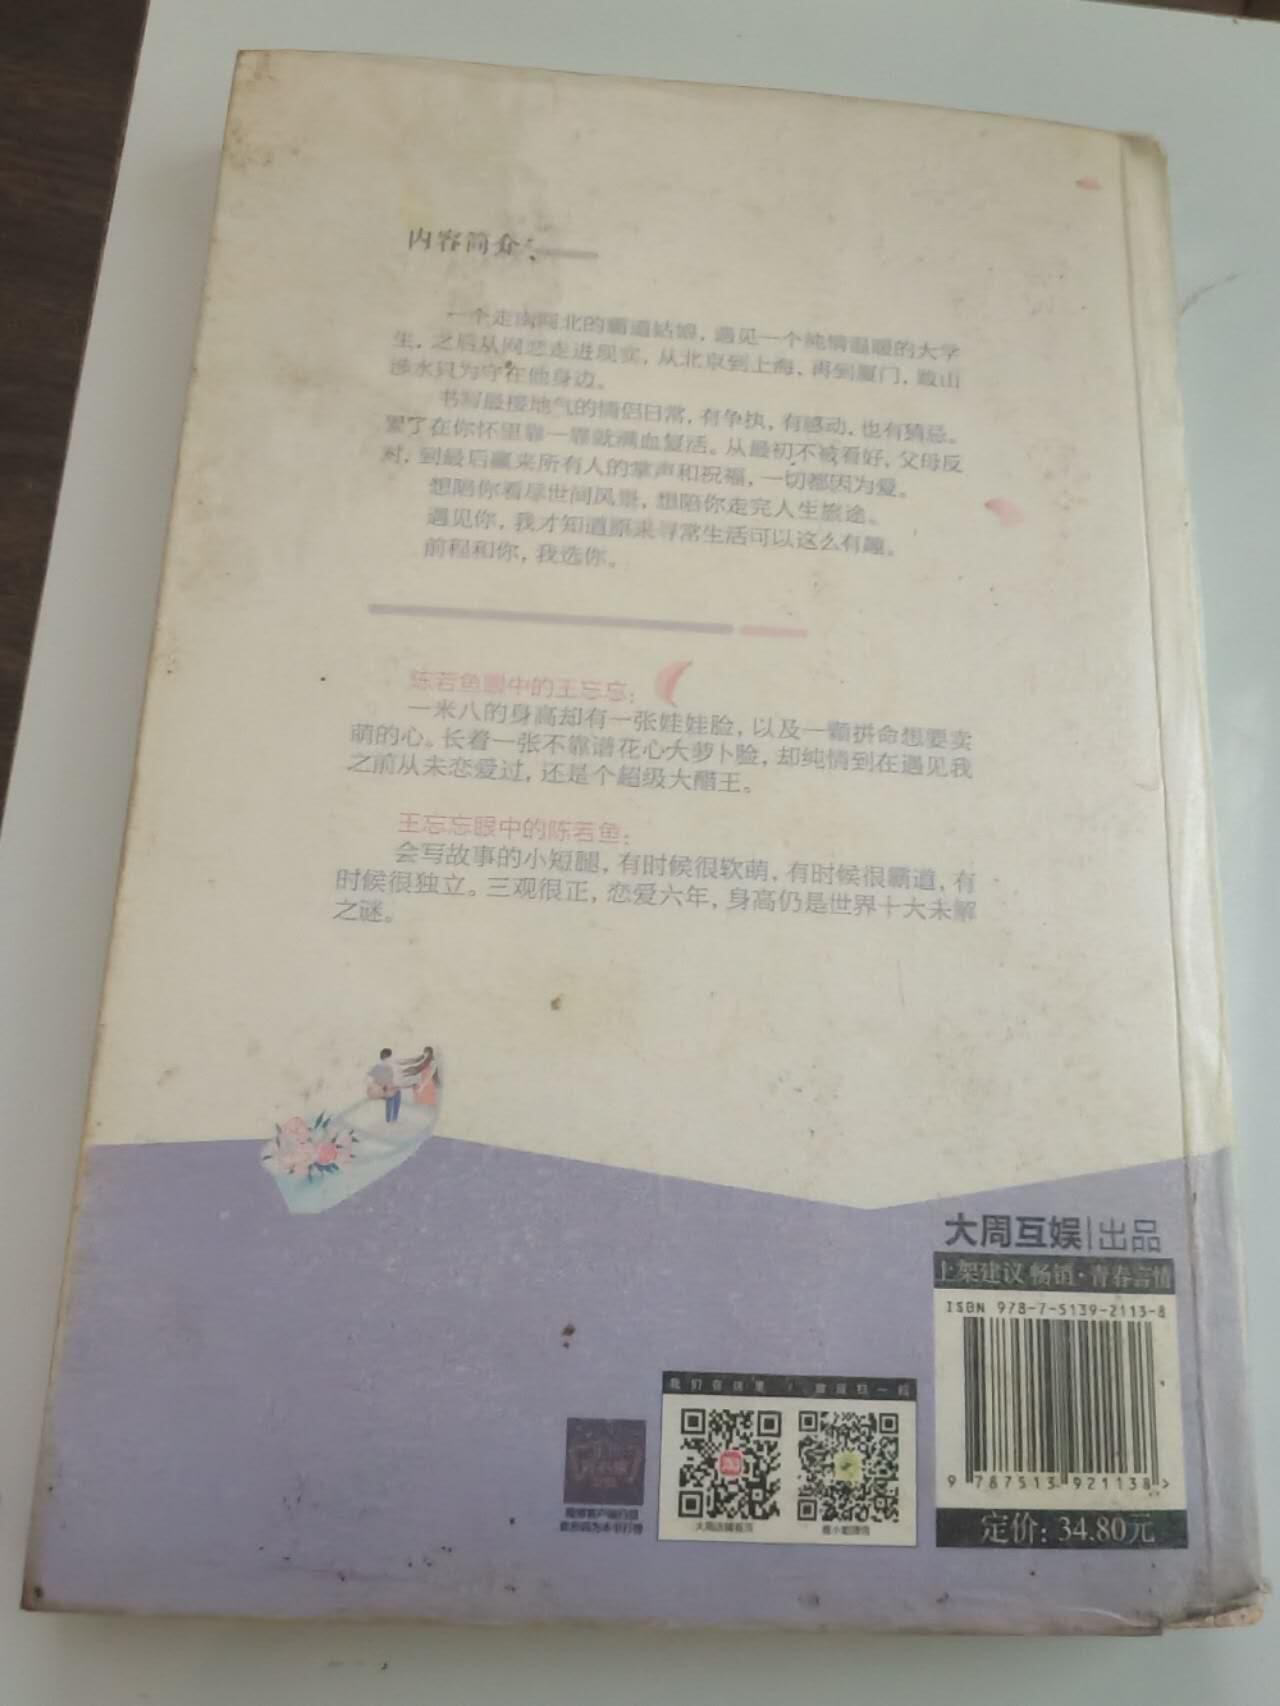 内容简介：
一个走南闯北的霸道姑娘，遇见一个纯情温暖的大学
生，之后从网恋走进现实，从北京到上海，再到厦门，跋山
涉水只为守在他身边。
书写最接地气的情侣日常，有争执，有感动，也有猜忌。
累了在你怀里靠一靠就满血复活。从最初不被看好，父母反
对，到最后赢来所有人的掌声和祝福，一切都因为爱。
想陪你看尽世间风景，想陪你走完人生旅途。
遇见你，我才知道原来寻常生活可以这么有趣。
前程和你，我选你。
陈若鱼眼中的王忘忘：
一米八的身高却有一张娃娃脸，以及一颗拼命想要卖
萌的心。长着一张不靠谱花心大萝卜脸，却纯情到在遇见我
之前从未恋爱过，还是个超级大醋王。
王忘忘眼中的陈若鱼：
会写故事的小短腿，有时候很软萌，有时候很霸道，有
时候很独立。三观很正，恋爱六年，身高仍是世界十大未解
之谜。
大周互娱|出品
上架建议 畅销·青春言情
ISBN 978-7-5139-2113-8
9 787513 921138 >
定价：34.80元
我们在这里
扫一扫
淘